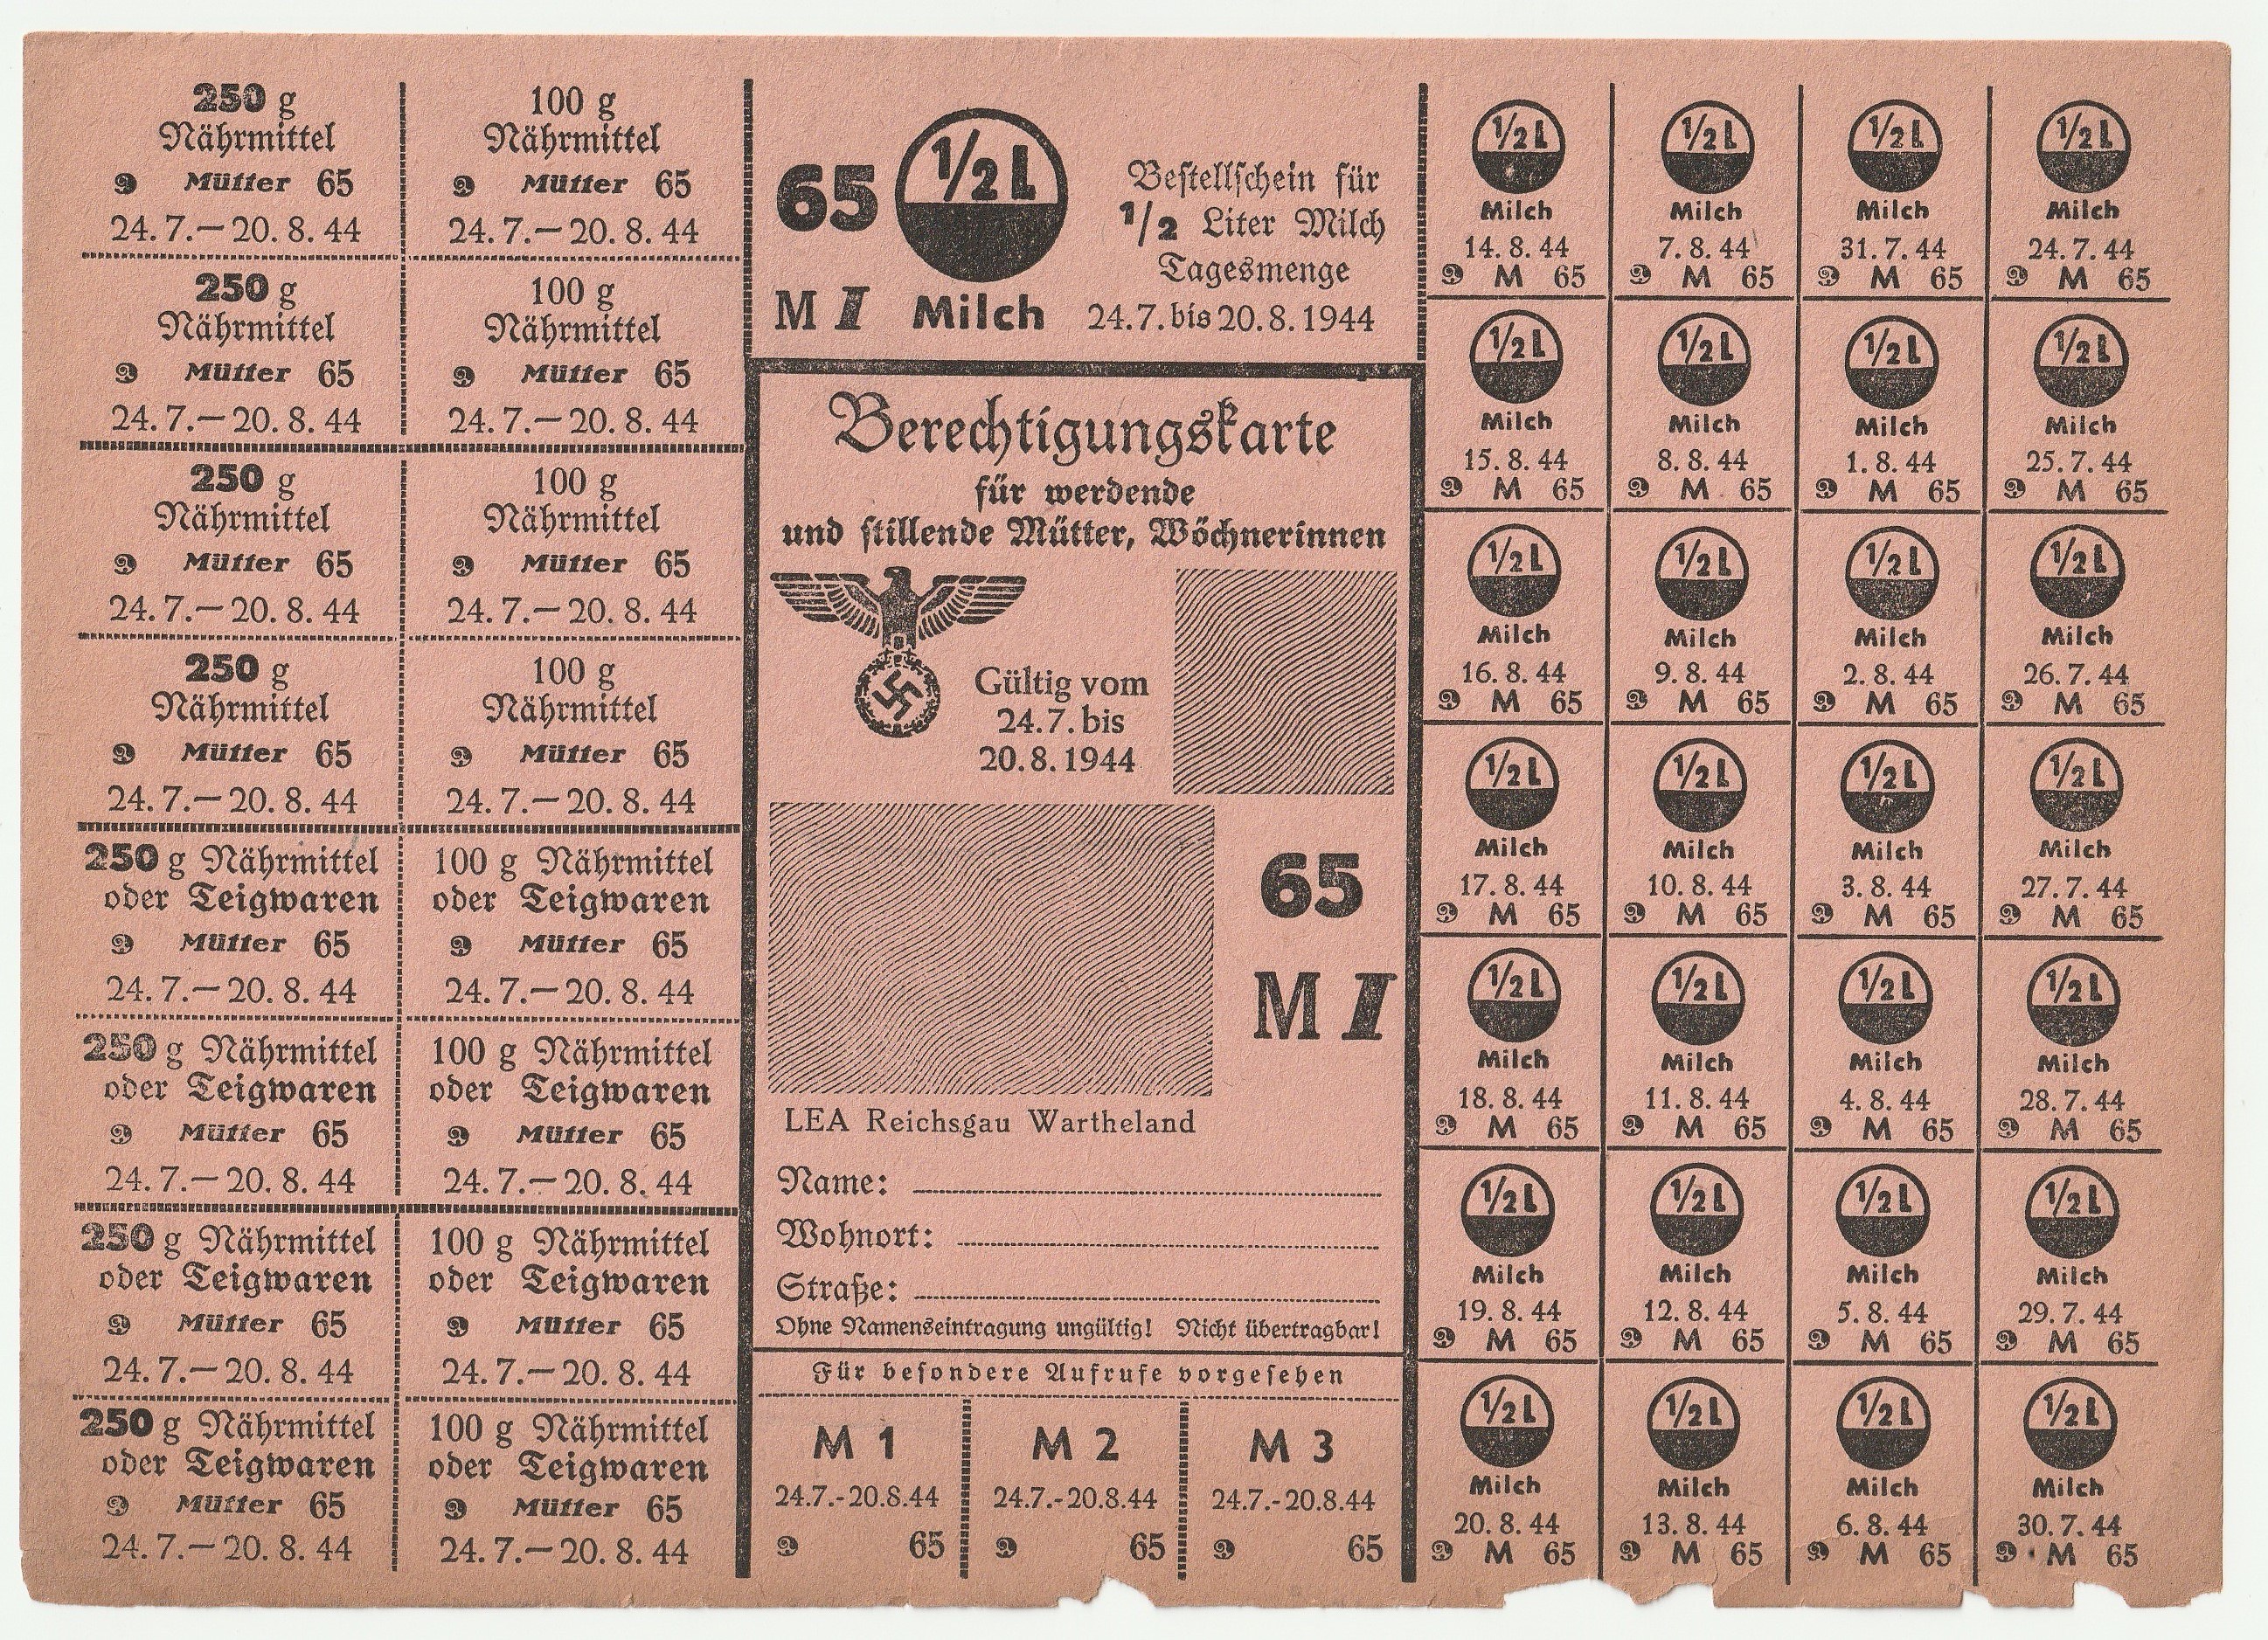 250 g
Nährmittel
Mütter 65
24. 7. — 20. 8. 44
100 g
Nährmittel
Mütter 65
24. 7. — 20. 8. 44
250 g
Nährmittel
Mütter 65
24. 7. — 20. 8. 44
100 g
Nährmittel
Mütter 65
24. 7. — 20. 8. 44
250 g
Nährmittel
Mütter 65
24. 7. — 20. 8. 44
100 g
Nährmittel
Mütter 65
24. 7. — 20. 8. 44
250 g
Nährmittel
Mütter 65
24. 7. — 20. 8. 44
100 g
Nährmittel
Mütter 65
24. 7. — 20. 8. 44
250 g Nährmittel
oder Teigwaren
Mütter 65
24. 7. — 20. 8. 44
100 g Nährmittel
oder Teigwaren
Mütter 65
24. 7. — 20. 8. 44
250 g Nährmittel
oder Teigwaren
Mütter 65
24. 7. — 20. 8. 44
100 g Nährmittel
oder Teigwaren
Mütter 65
24. 7. — 20. 8. 44
250 g Nährmittel
oder Teigwaren
Mütter 65
24. 7. — 20. 8. 44
100 g Nährmittel
oder Teigwaren
Mütter 65
24. 7. — 20. 8. 44
250 g Nährmittel
oder Teigwaren
Mütter 65
24. 7. — 20. 8. 44
100 g Nährmittel
oder Teigwaren
Mütter 65
24. 7. — 20. 8. 44
65
1/2 l
M I Milch
Bestellschein für
1/2 Liter Milch
Tagesmenge
24. 7. bis 20. 8. 1944
Berechtigungskarte
für werdende
und stillende Mütter, Wöchnerinnen
Gültig vom
24. 7. bis
20. 8. 1944
65
M I
LEA Reichsgau Wartheland
Name:
Wohnort:
Straße:
Ohne Namenseintragung ungültig! Nicht übertragbar!
Für besondere Aufrufe vorgesehen
M 1
24.7.-20.8.44
65
M 2
24.7.-20.8.44
65
M 3
24.7.-20.8.44
65
1/2 l
Milch
14. 8. 44
M 65
1/2 l
Milch
7. 8. 44
M 65
1/2 l
Milch
31. 7. 44
M 65
1/2 l
Milch
24. 7. 44
M 65
1/2 l
Milch
15. 8. 44
M 65
1/2 l
Milch
8. 8. 44
M 65
1/2 l
Milch
1. 8. 44
M 65
1/2 l
Milch
25. 7. 44
M 65
1/2 l
Milch
16. 8. 44
M 65
1/2 l
Milch
9. 8. 44
M 65
1/2 l
Milch
2. 8. 44
M 65
1/2 l
Milch
26. 7. 44
M 65
1/2 l
Milch
17. 8. 44
M 65
1/2 l
Milch
10. 8. 44
M 65
1/2 l
Milch
3. 8. 44
M 65
1/2 l
Milch
27. 7. 44
M 65
1/2 l
Milch
18. 8. 44
M 65
1/2 l
Milch
11. 8. 44
M 65
1/2 l
Milch
4. 8. 44
M 65
1/2 l
Milch
28. 7. 44
M 65
1/2 l
Milch
19. 8. 44
M 65
1/2 l
Milch
12. 8. 44
M 65
1/2 l
Milch
5. 8. 44
M 65
1/2 l
Milch
29. 7. 44
M 65
1/2 l
Milch
20. 8. 44
M 65
1/2 l
Milch
13. 8. 44
M 65
1/2 l
Milch
6. 8. 44
M 65
1/2 l
Milch
30. 7. 44
M 65